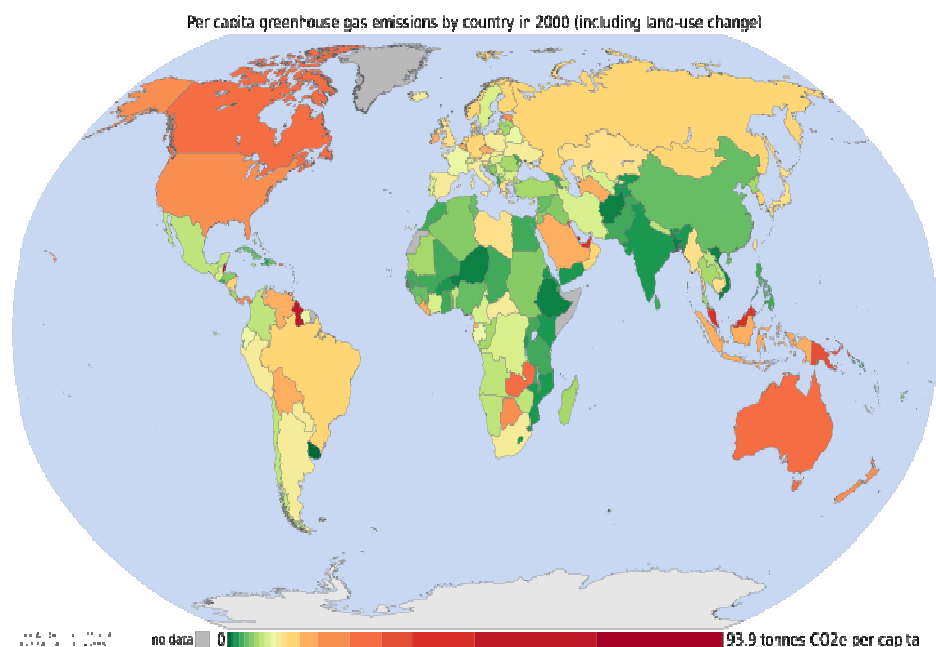 Per capita greenhouse gas emissions by country in 2000 (including land-use change)
no data 0 93.9 tonnes CO2e per capita